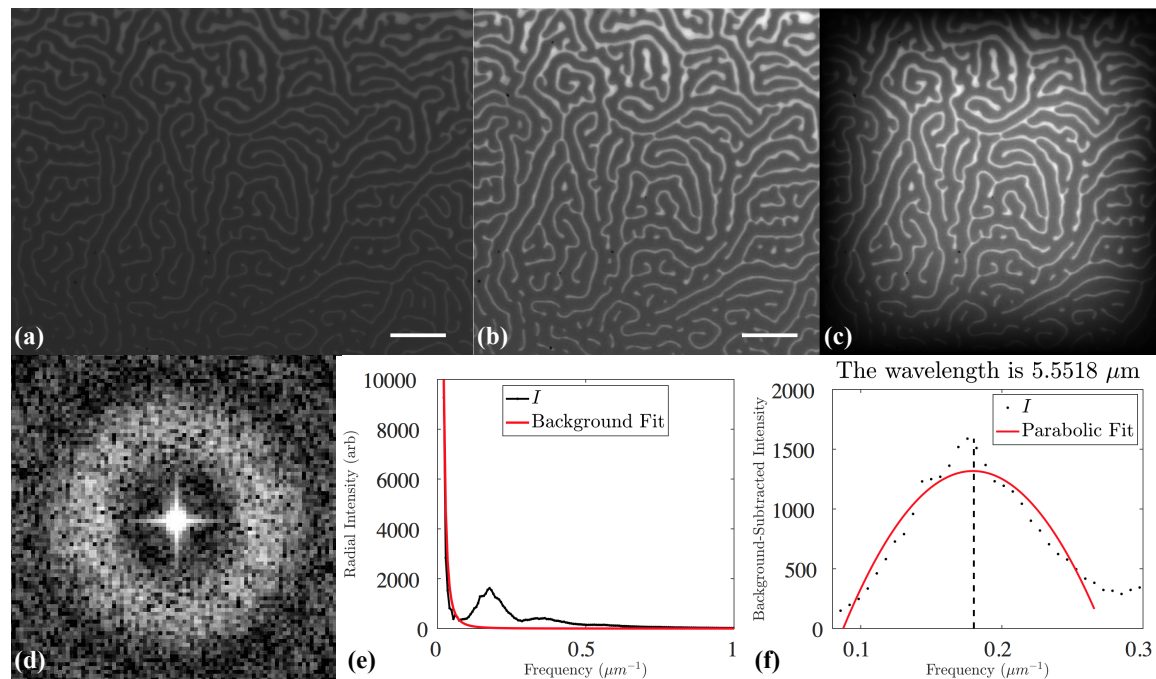 (a)
(b)
(c)
(d)
10000
8000
6000
4000
2000
0
Radial Intensity (arb)
I
Background Fit
0
0.5
1
Frequency (μm⁻¹)
(e)
The wavelength is 5.5518 μm
2000
1500
1000
500
0
Background-Subtracted Intensity
I
Parabolic Fit
0.1
0.2
0.3
Frequency (μm⁻¹)
(f)